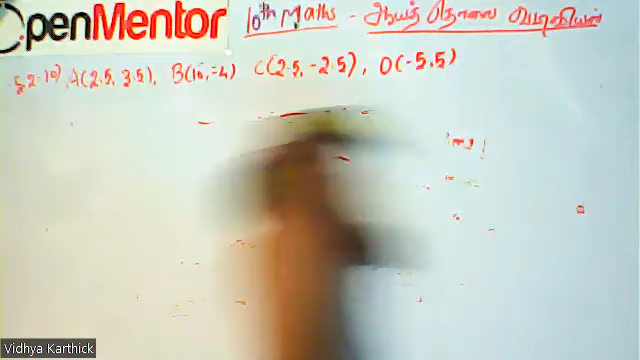 OpenMentor
10th Maths - ஆயத் தொலை வடிவியல்
5.2-10) A(2.5, 3.5), B(10, -4) C(2.5, -2.5), D(-5, 5)
Vidhya Karthick